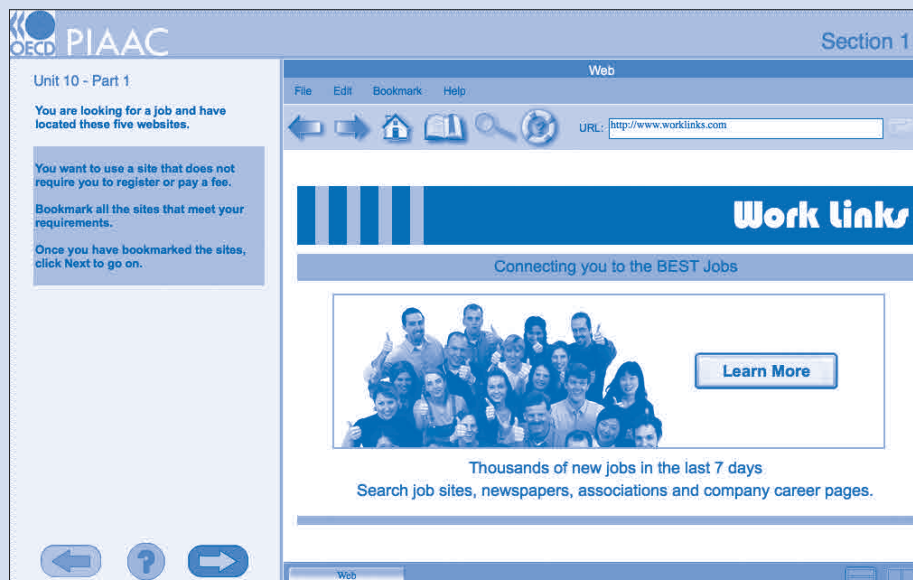 OECD PIAAC
Section 1
Unit 10 - Part 1
You are looking for a job and have
located these five websites.
You want to use a site that does not
require you to register or pay a fee.
Bookmark all the sites that meet your
requirements.
Once you have bookmarked the sites,
click Next to go on.
?
Web
File Edit Bookmark Help
URL: http://www.worklinks.com
Work Links
Connecting you to the BEST Jobs
Learn More
Thousands of new jobs in the last 7 days
Search job sites, newspapers, associations and company career pages.
Web